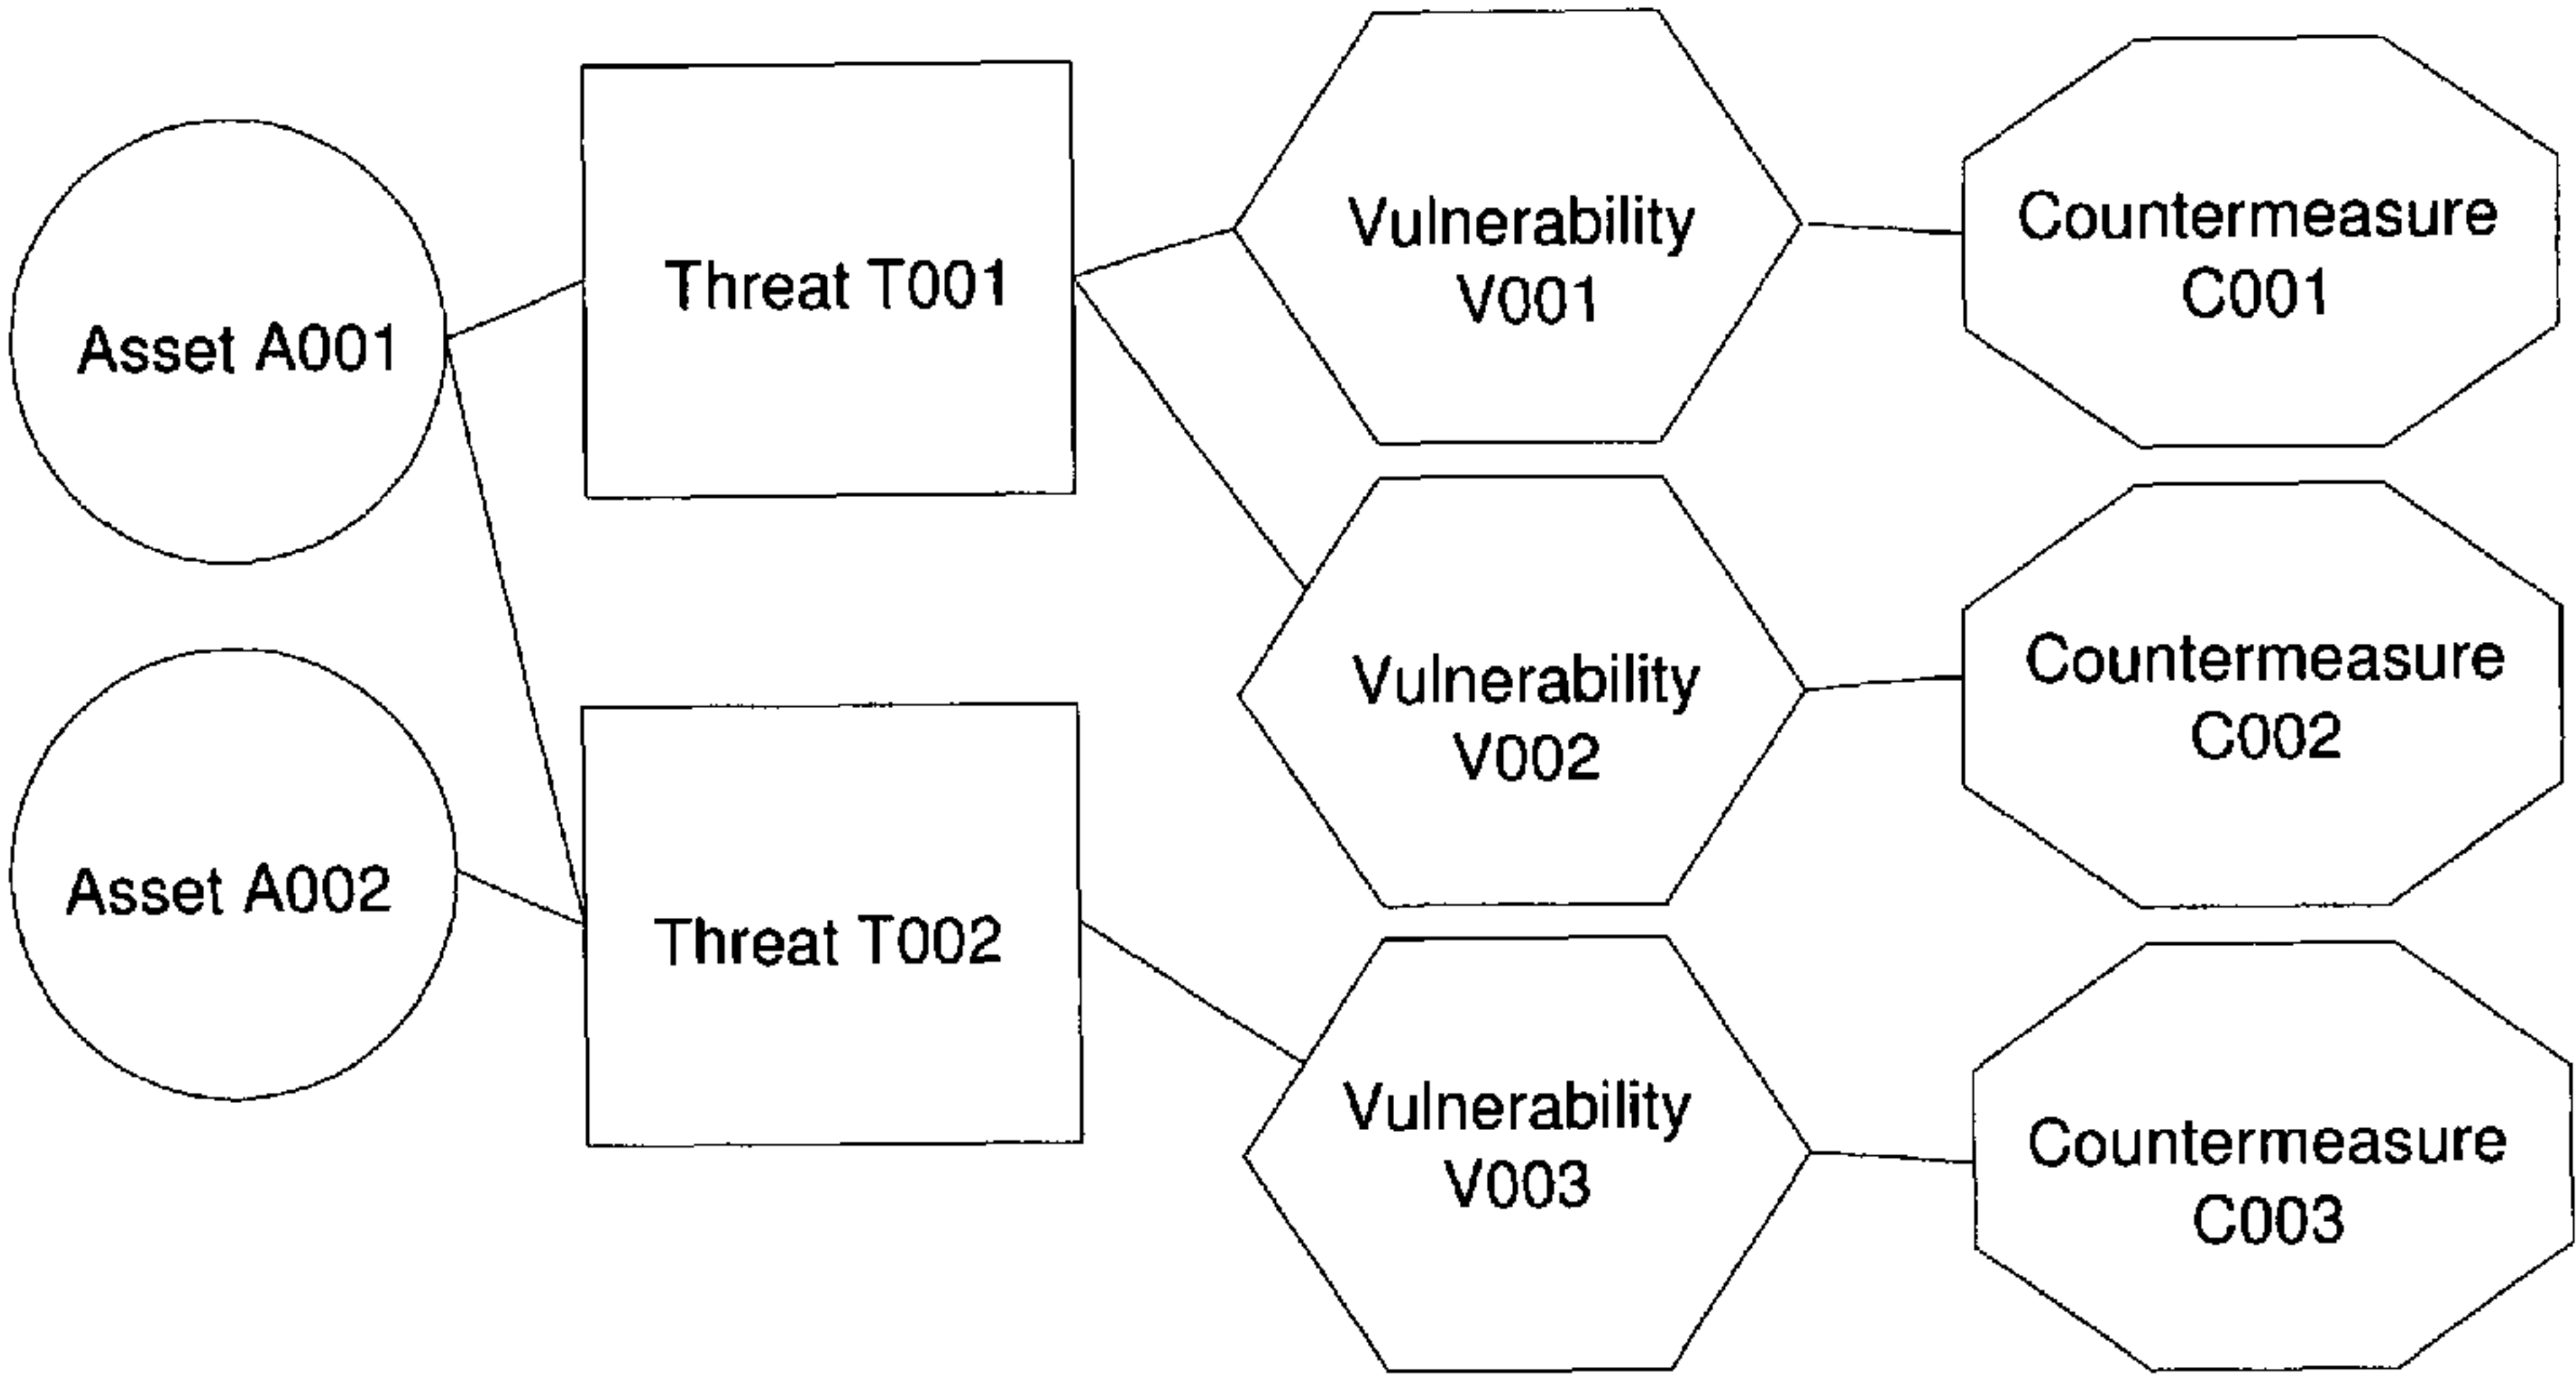 Asset A001
Asset A002
Threat T001
Threat T002
Vulnerability
V001
Vulnerability
V002
Vulnerability
V003
Countermeasure
C001
Countermeasure
C002
Countermeasure
C003